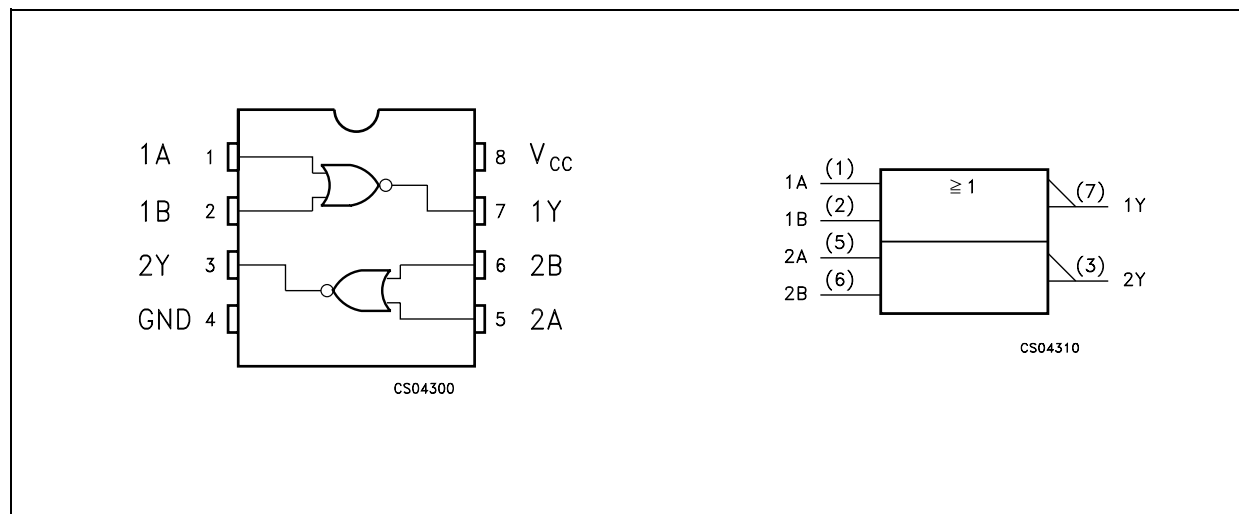 1A 1 8 VCC
1B 2 7 1Y
2Y 3 6 2B
GND 4 5 2A
CS04300
≧ 1
1A (1) (7) 1Y
1B (2)
2A (5) (3) 2Y
2B (6)
CS04310